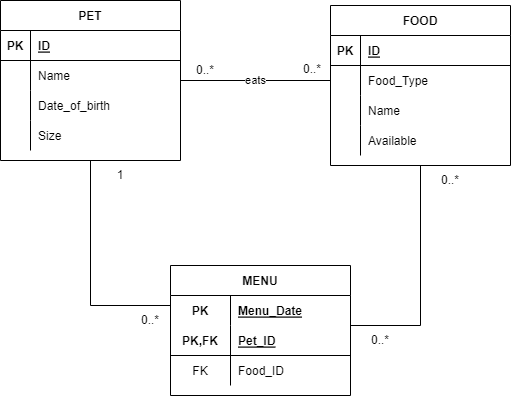 PET
PK ID
Name
Date_of_birth
Size
0..*
eats
0..*
FOOD
PK ID
Food_Type
Name
Available
1
0..*
MENU
PK Menu_Date
PK,FK Pet_ID
FK Food_ID
0..*
0..*